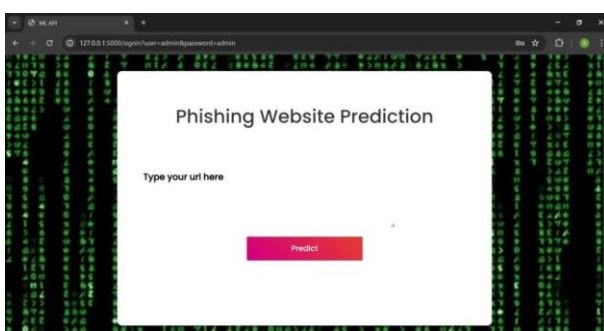 ML API
127.0.0.1:5000/signin?user=admin&password=admin
Phishing Website Prediction
Type your url here
Predict